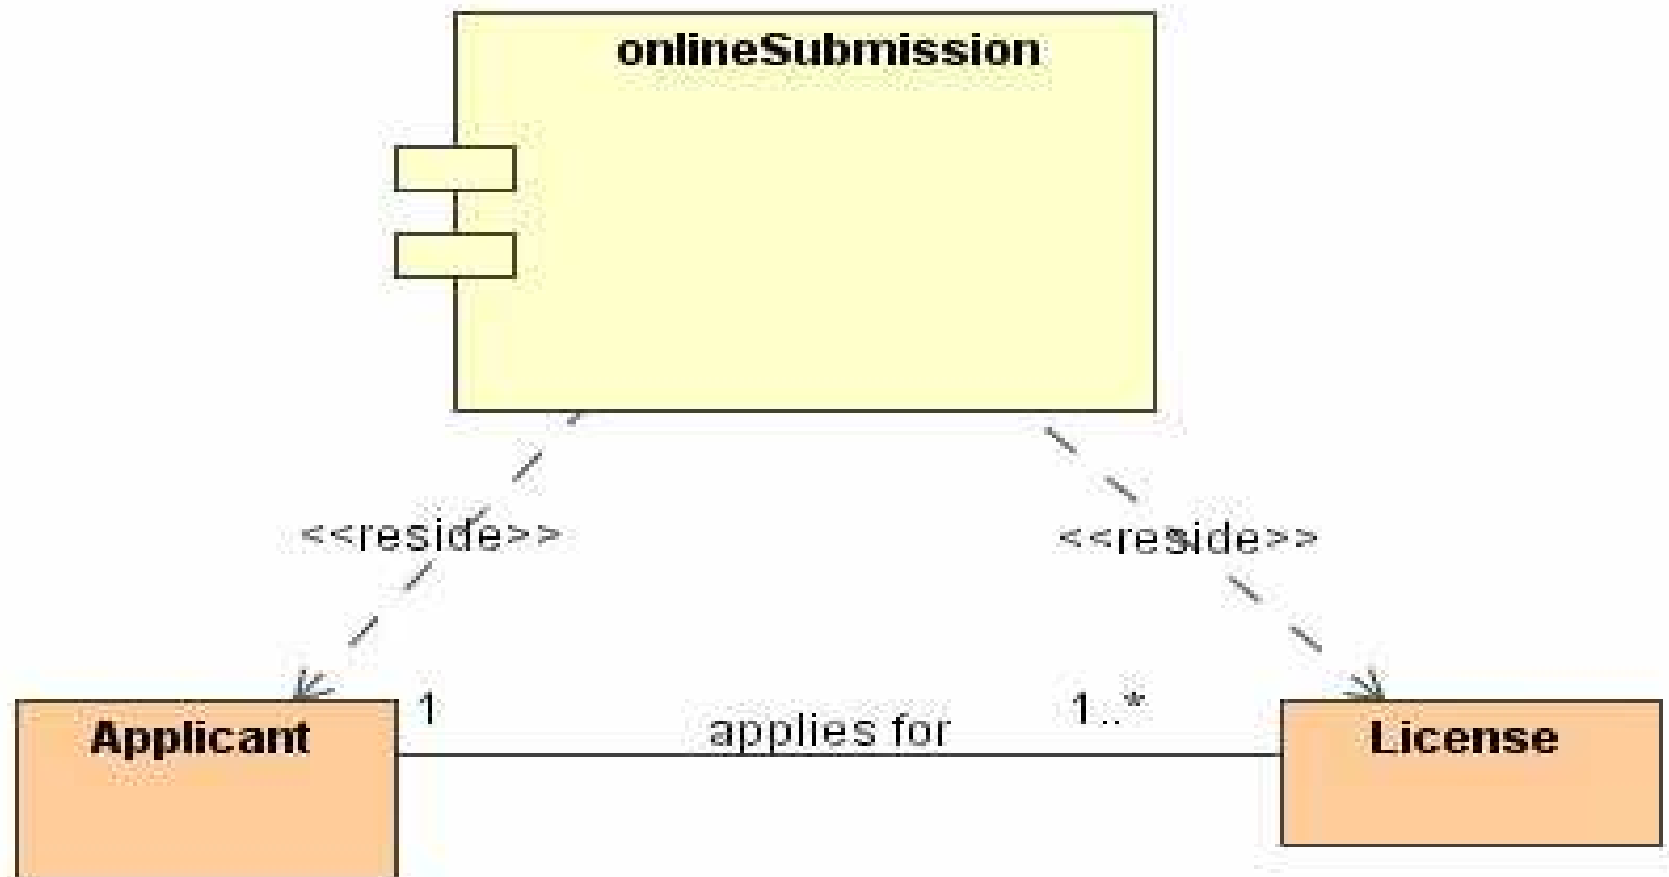 onlineSubmission
<<reside>>
<<reside>>
1
applies for
1..*
Applicant
License